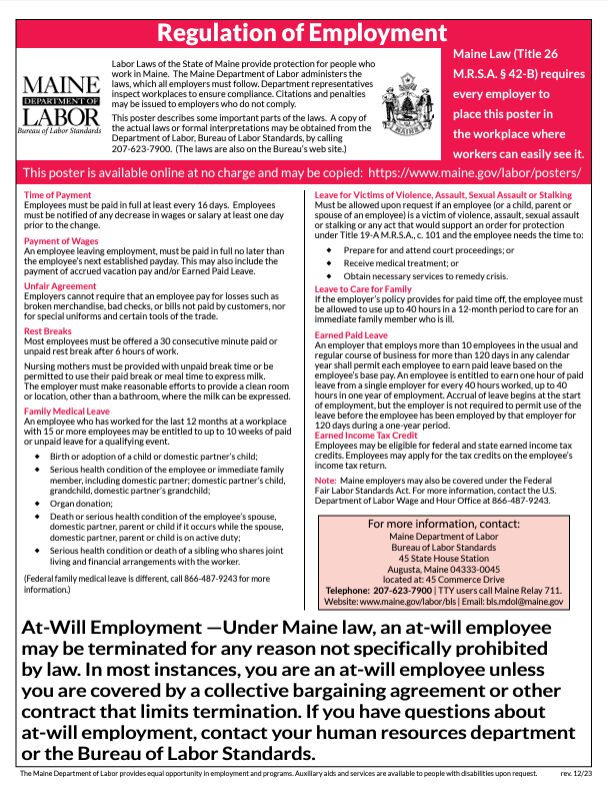 Regulation of Employment
MAINE
DEPARTMENT OF
LABOR
Bureau of Labor Standards
Labor Laws of the State of Maine provide protection for people who
work in Maine. The Maine Department of Labor administers the
laws, which all employers must follow. Department representatives
inspect workplaces to ensure compliance. Citations and penalties
may be issued to employers who do not comply.
This poster describes some important parts of the laws. A copy of
the actual laws or formal interpretations may be obtained from the
Department of Labor, Bureau of Labor Standards, by calling
207-623-7900. (The laws are also on the Bureau's web site.)
MAINE
Maine Law (Title 26
M.R.S.A. § 42-B) requires
every employer to
place this poster in
the workplace where
workers can easily see it.
This poster is available online at no charge and may be copied: https://www.maine.gov/labor/posters/
Time of Payment
Employees must be paid in full at least every 16 days. Employees
must be notified of any decrease in wages or salary at least one day
prior to the change.
Payment of Wages
An employee leaving employment, must be paid in full no later than
the employee's next established payday. This may also include the
payment of accrued vacation pay and/or Earned Paid Leave.
Unfair Agreement
Employers cannot require that an employee pay for losses such as
broken merchandise, bad checks, or bills not paid by customers, nor
for special uniforms and certain tools of the trade.
Rest Breaks
Most employees must be offered a 30 consecutive minute paid or
unpaid rest break after 6 hours of work.
Nursing mothers must be provided with unpaid break time or be
permitted to use their paid break or meal time to express milk.
The employer must make reasonable efforts to provide a clean room
or location, other than a bathroom, where the milk can be expressed.
Family Medical Leave
An employee who has worked for the last 12 months at a workplace
with 15 or more employees may be entitled to up to 10 weeks of paid
or unpaid leave for a qualifying event.
◆ Birth or adoption of a child or domestic partner's child;
◆ Serious health condition of the employee or immediate family
member, including domestic partner; domestic partner's child,
grandchild, domestic partner's grandchild;
◆ Organ donation;
◆ Death or serious health condition of the employee's spouse,
domestic partner, parent or child if it occurs while the spouse,
domestic partner, parent or child is on active duty;
◆ Serious health condition or death of a sibling who shares joint
living and financial arrangements with the worker.
(Federal family medical leave is different, call 866-487-9243 for more
information.)
Leave for Victims of Violence, Assault, Sexual Assault or Stalking
Must be allowed upon request if an employee (or a child, parent or
spouse of an employee) is a victim of violence, assault, sexual assault
or stalking or any act that would support an order for protection
under Title 19-A M.R.S.A., c. 101 and the employee needs the time to:
◆ Prepare for and attend court proceedings; or
◆ Receive medical treatment; or
◆ Obtain necessary services to remedy crisis.
Leave to Care for Family
If the employer's policy provides for paid time off, the employee must
be allowed to use up to 40 hours in a 12-month period to care for an
immediate family member who is ill.
Earned Paid Leave
An employer that employs more than 10 employees in the usual and
regular course of business for more than 120 days in any calendar
year shall permit each employee to earn paid leave based on the
employee's base pay. An employee is entitled to earn one hour of paid
leave from a single employer for every 40 hours worked, up to 40
hours in one year of employment. Accrual of leave begins at the start
of employment, but the employer is not required to permit use of the
leave before the employee has been employed by that employer for
120 days during a one-year period.
Earned Income Tax Credit
Employees may be eligible for federal and state earned income tax
credits. Employees may apply for the tax credits on the employee's
income tax return.
Note: Maine employers may also be covered under the Federal
Fair Labor Standards Act. For more information, contact the U.S.
Department of Labor Wage and Hour Office at 866-487-9243.
For more information, contact:
Maine Department of Labor
Bureau of Labor Standards
45 State House Station
Augusta, Maine 04333-0045
located at: 45 Commerce Drive
Telephone: 207-623-7900 | TTY users call Maine Relay 711.
Website: www.maine.gov/labor/bls | Email: bls.mdol@maine.gov
At-Will Employment —Under Maine law, an at-will employee
may be terminated for any reason not specifically prohibited
by law. In most instances, you are an at-will employee unless
you are covered by a collective bargaining agreement or other
contract that limits termination. If you have questions about
at-will employment, contact your human resources department
or the Bureau of Labor Standards.
The Maine Department of Labor provides equal opportunity in employment and programs. Auxiliary aids and services are available to people with disabilities upon request. rev. 12/23